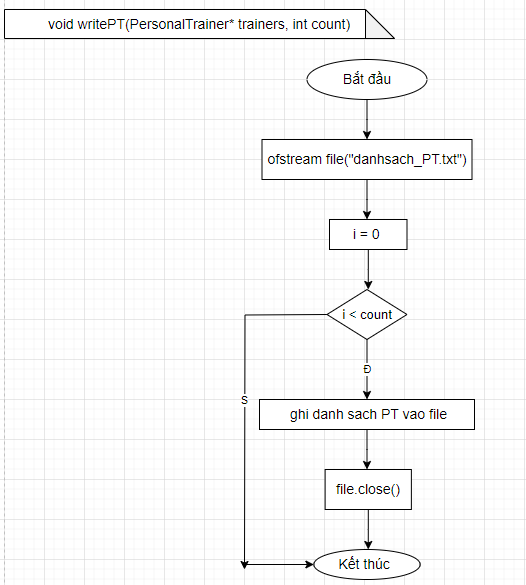 void writePT(PersonalTrainer* trainers, int count)
Bắt đầu
ofstream file("danhsach_PT.txt")
i = 0
i < count
Đ
S
ghi danh sach PT vao file
file.close()
Kết thúc